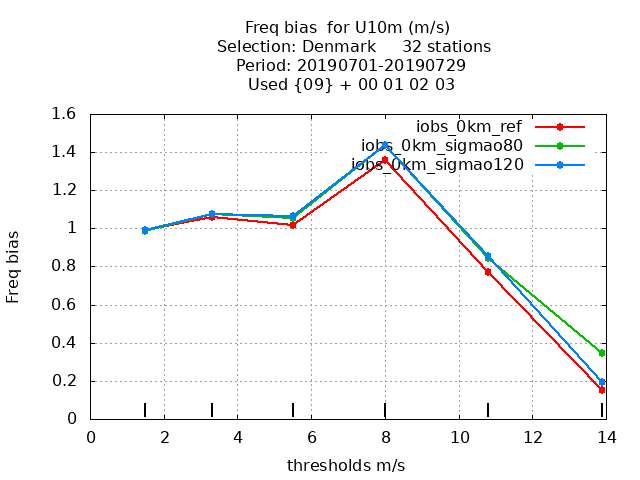 Freq bias  for U10m (m/s)
Selection: Denmark     32 stations
Period: 20190701-20190729
Used {09} + 00 01 02 03
iobs_0km_ref
iobs_0km_sigmao80
iobs_0km_sigmao120
1.6
1.4
1.2
1
0.8
0.6
0.4
0.2
0
Freq bias
0 2 4 6 8 10 12 14
thresholds m/s